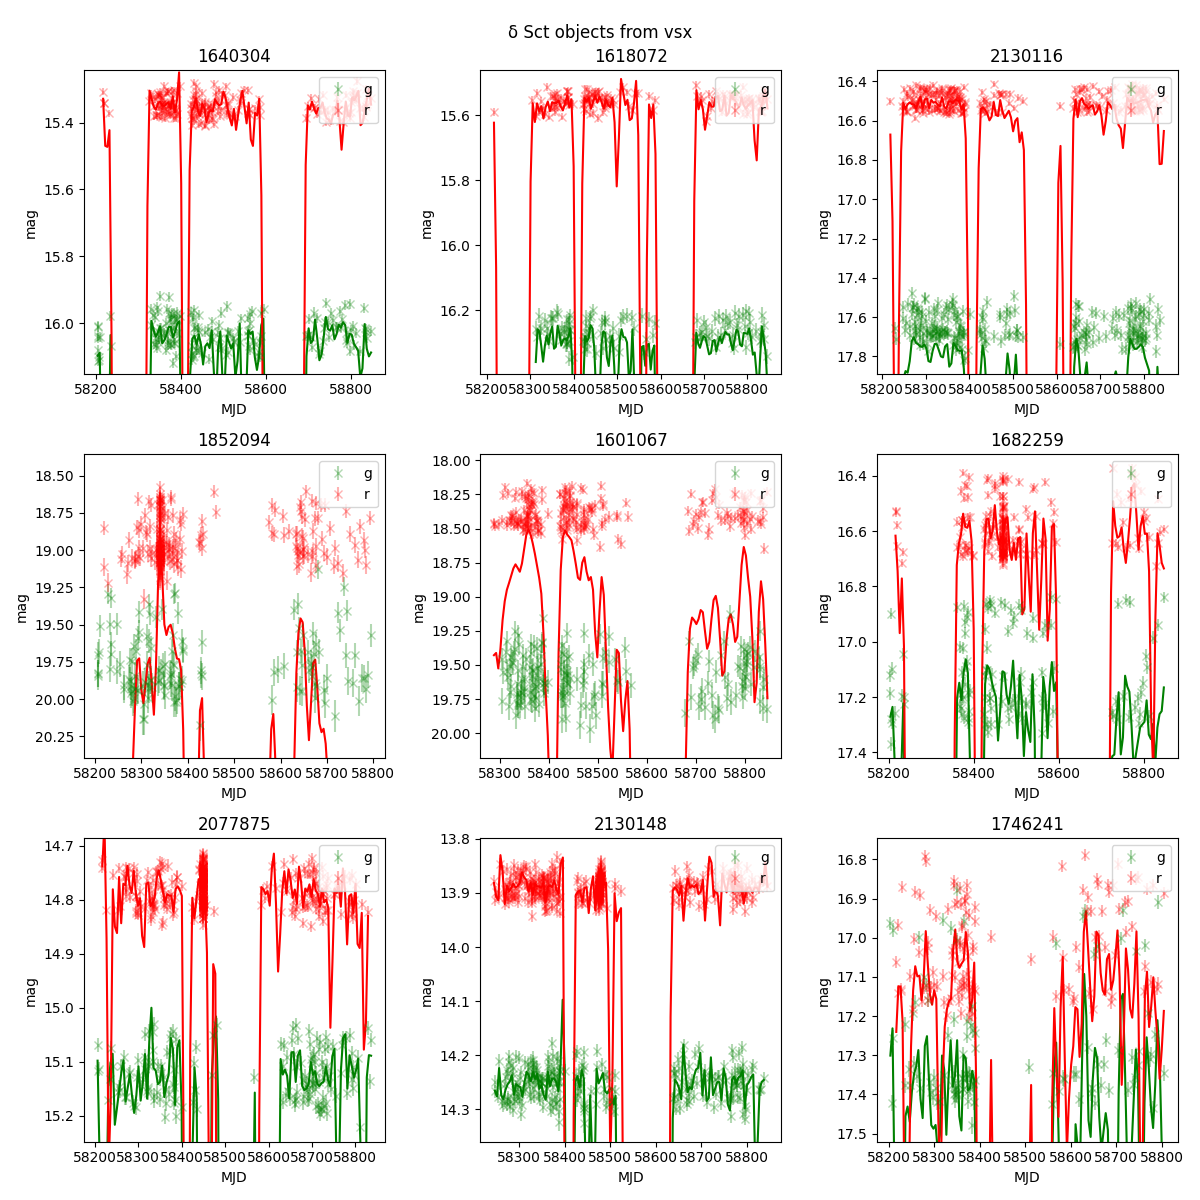 δ Sct objects from vsx
1640304
mag
15.4
15.6
15.8
16.0
58200 58400 58600 58800
MJD
g
r
1618072
mag
15.6
15.8
16.0
16.2
58200 58300 58400 58500 58600 58700 58800
MJD
g
r
2130116
mag
16.4
16.6
16.8
17.0
17.2
17.4
17.6
17.8
58200 58300 58400 58500 58600 58700 58800
MJD
g
r
1852094
mag
18.50
18.75
19.00
19.25
19.50
19.75
20.00
20.25
58200 58300 58400 58500 58600 58700 58800
MJD
g
r
1601067
mag
18.00
18.25
18.50
18.75
19.00
19.25
19.50
19.75
20.00
58300 58400 58500 58600 58700 58800
MJD
g
r
1682259
mag
16.4
16.6
16.8
17.0
17.2
17.4
58200 58400 58600 58800
MJD
g
r
2077875
mag
14.7
14.8
14.9
15.0
15.1
15.2
58200 58300 58400 58500 58600 58700 58800
MJD
g
r
2130148
mag
13.8
13.9
14.0
14.1
14.2
14.3
58300 58400 58500 58600 58700 58800
MJD
g
r
1746241
mag
16.8
16.9
17.0
17.1
17.2
17.3
17.4
17.5
58200 58300 58400 58500 58600 58700 58800
MJD
g
r